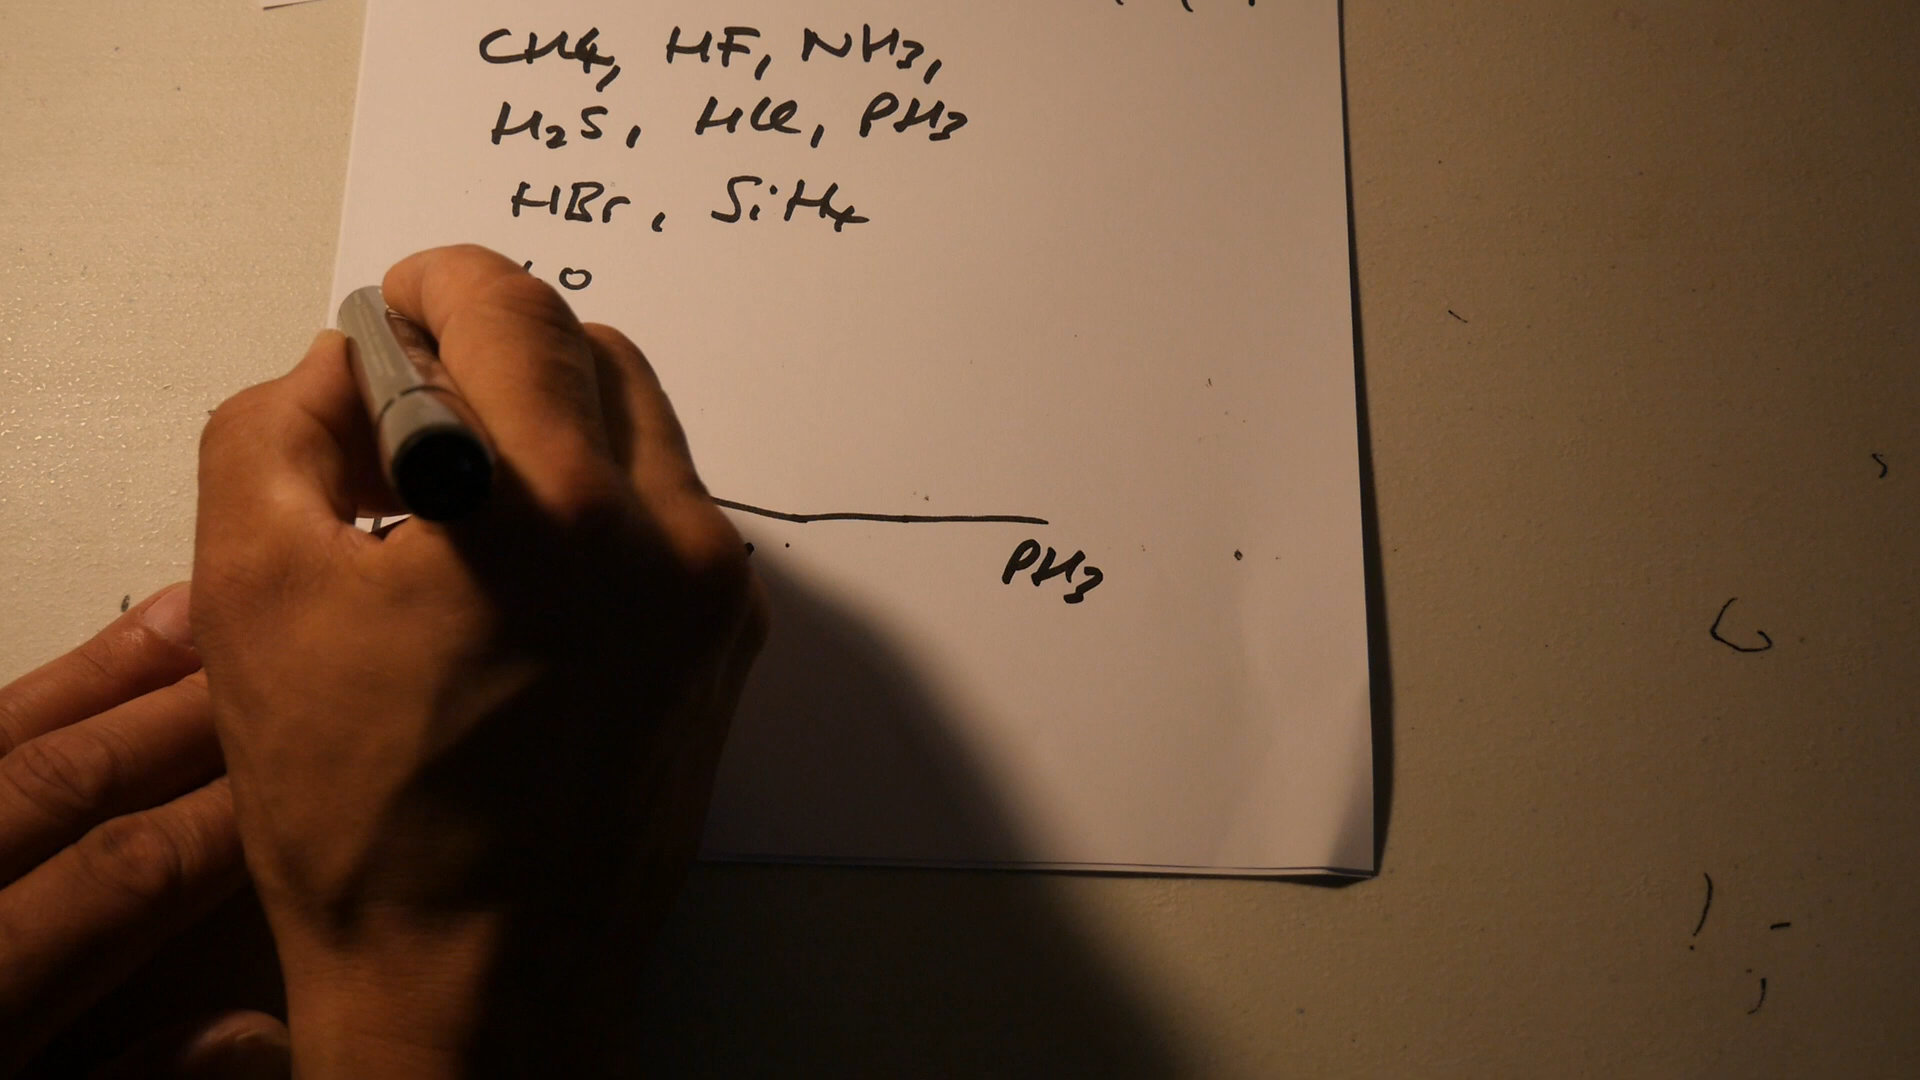 CH4, HF, NH3,
H2S, HCl, PH3
HBr, SiH4
PH3